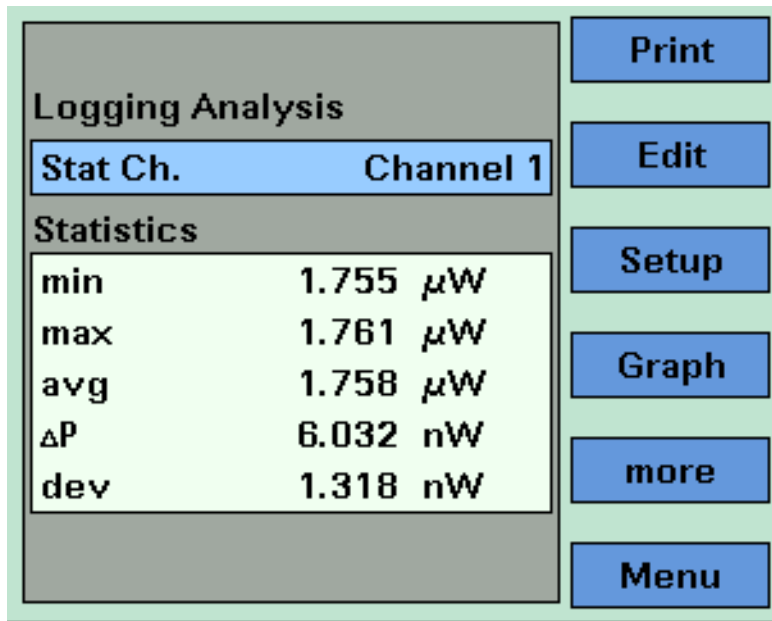 Logging Analysis
Stat Ch. Channel 1
Statistics
min 1.755 μW
max 1.761 μW
avg 1.758 μW
ΔP 6.032 nW
dev 1.318 nW
Print
Edit
Setup
Graph
more
Menu